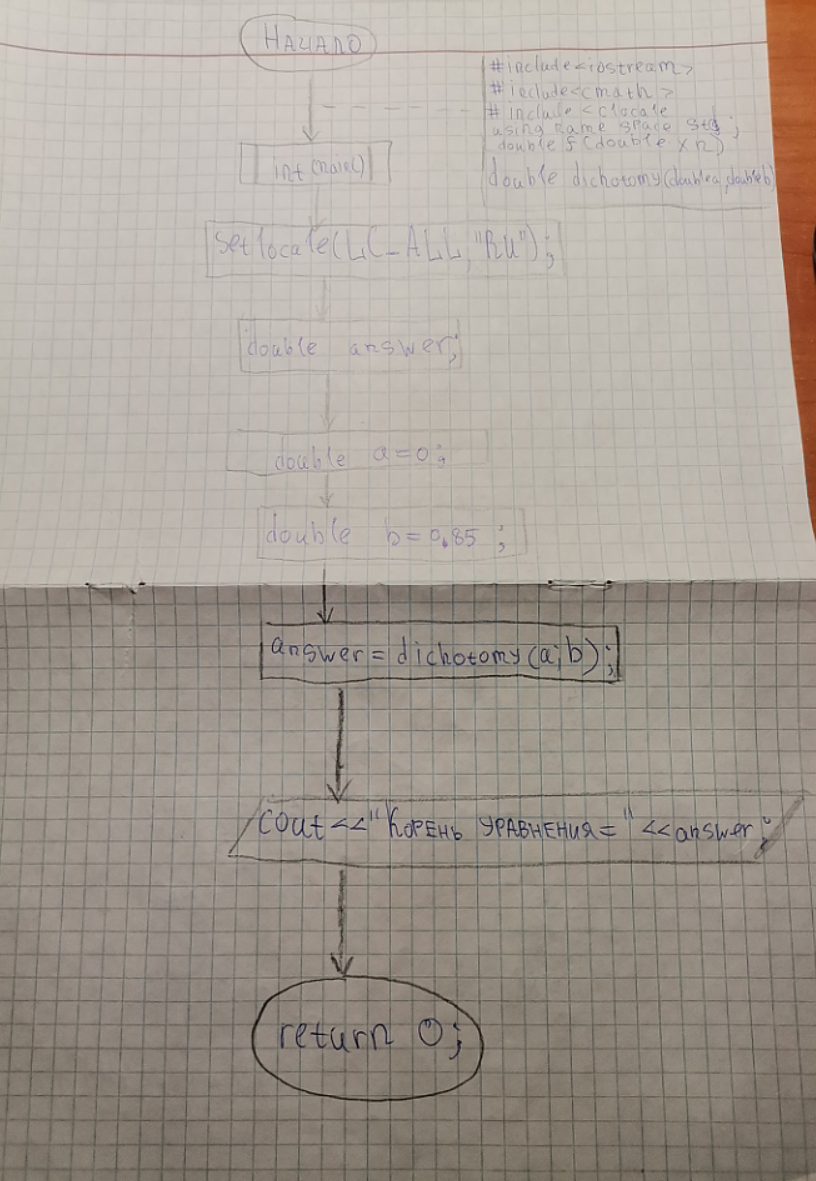 НАЧАЛО
#include<iostream>
#include<cmath>
#include<clocale
using name space std;
double f(double xn)
double dichotomy(double a, double b)
int main()
setlocale(LC_ALL "RU");
double answer;
double a=0;
double b=0.85;
answer=dichotomy(a;b);
cout<<"КОРЕНЬ УРАВНЕНИЯ="<<answer;
return 0;